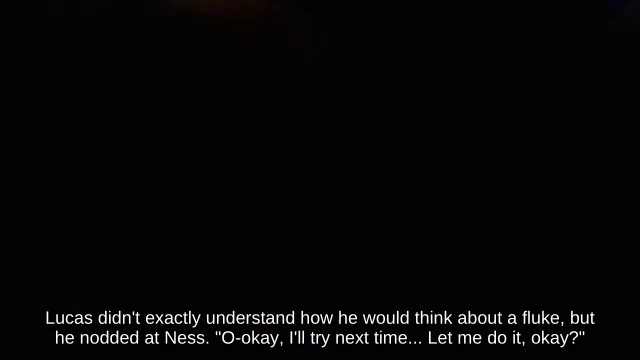 Lucas didn't exactly understand how he would think about a fluke, but
he nodded at Ness. "O-okay, I'll try next time... Let me do it, okay?"